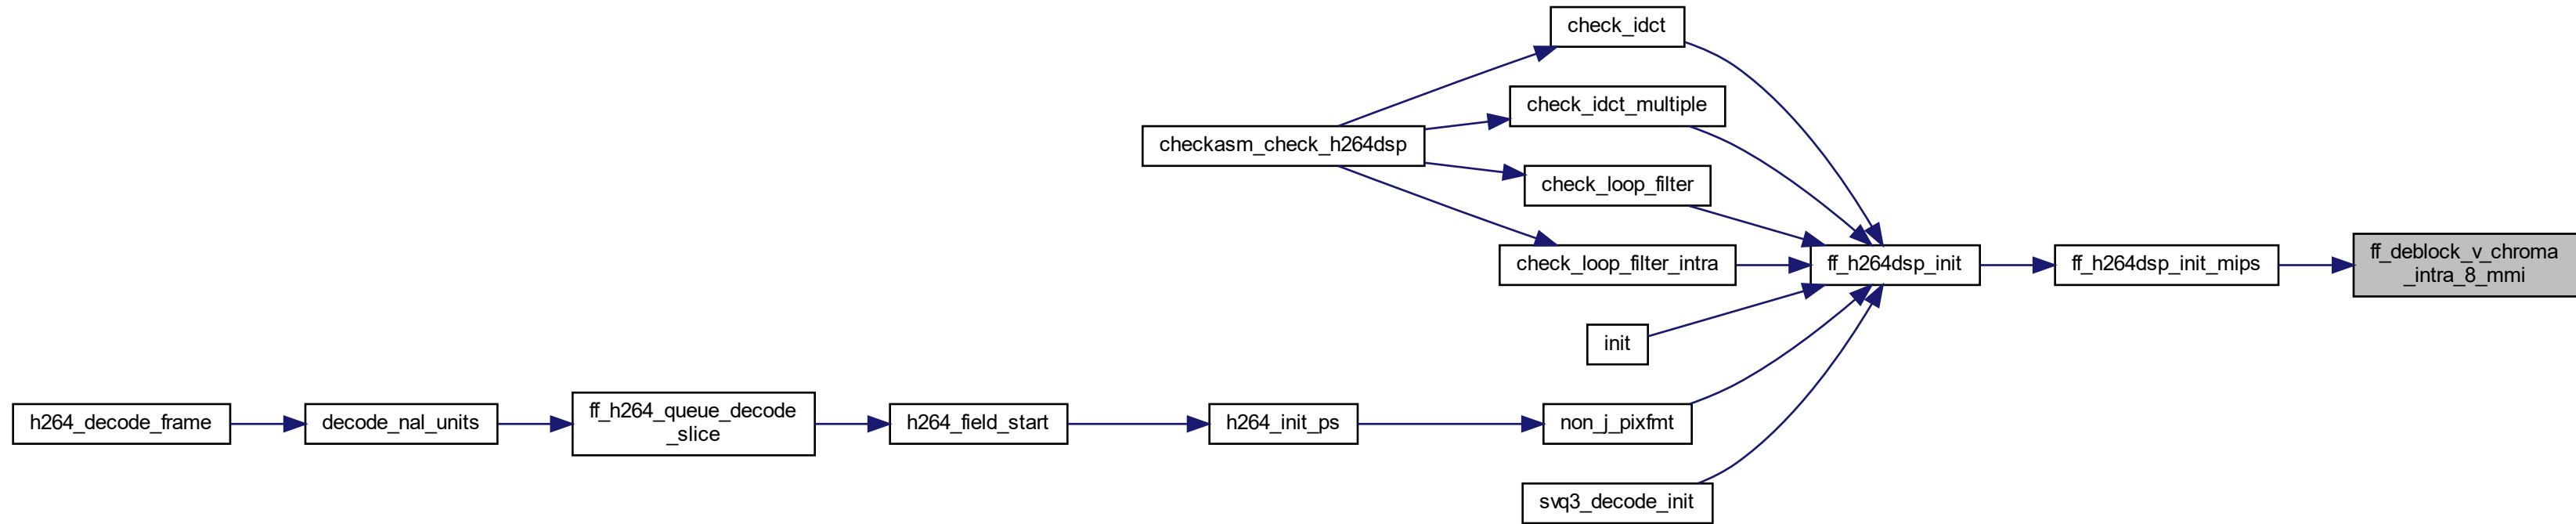 check_idct
check_idct_multiple
checkasm_check_h264dsp
check_loop_filter
check_loop_filter_intra
ff_h264dsp_init
ff_h264dsp_init_mips
ff_deblock_v_chroma
_intra_8_mmi
init
h264_decode_frame
decode_nal_units
ff_h264_queue_decode
_slice
h264_field_start
h264_init_ps
non_j_pixfmt
svq3_decode_init